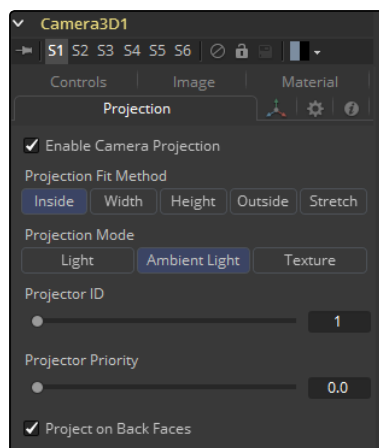 Camera3D1
S1 S2 S3 S4 S5 S6
Controls Image Material
Projection
Enable Camera Projection
Projection Fit Method
Inside Width Height Outside Stretch
Projection Mode
Light Ambient Light Texture
Projector ID
1
Projector Priority
0.0
Project on Back Faces